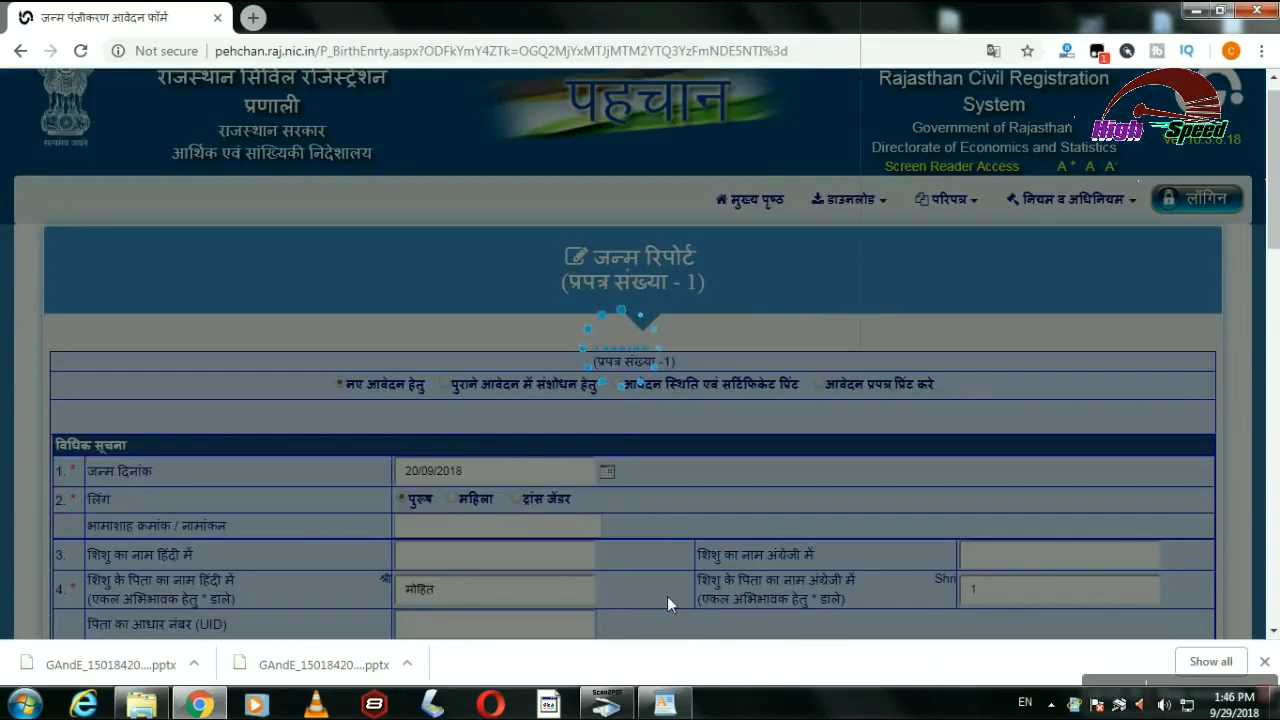 जन्म पंजीकरण आवेदन फॉर्म
Not secure
pehchan.raj.nic.in/P_BirthEnrty.aspx?ODFkYmY4ZTk=OGQ2MjYxMTJjMTM2YTQ3YzFmNDE5NTI%3d
राजस्थान सिविल रजिस्ट्रेशन
प्रणाली
राजस्थान सरकार
आर्थिक एवं सांख्यिकी निदेशालय
पहचान
Rajasthan Civil Registration
System
Government of Rajasthan
Directorate of Economics and Statistics
Screen Reader Access A+ A A-
High Speed
मुख्य पृष्ठ डाउनलोड परिपत्र नियम व अधिनियम लॉगिन
जन्म रिपोर्ट
(प्रपत्र संख्या - 1)
(प्रपत्र संख्या -1)
नए आवेदन हेतु पुराने आवेदन में संशोधन हेतु आवेदन स्थिति एवं सर्टिफिकेट प्रिंट आवेदन प्रपत्र प्रिंट करे
विधिक सूचना
1. * जन्म दिनांक 20/09/2018
2. * लिंग पुरुष महिला ट्रांस जेंडर
भामाशाह क्रमांक / नामांकन
3. शिशु का नाम हिंदी में शिशु का नाम अंग्रेजी में
4. * शिशु के पिता का नाम हिंदी में श्री मोहित शिशु के पिता का नाम अंग्रेजी में Shri 1
(एकल अभिभावक हेतु * डाले) (एकल अभिभावक हेतु * डाले)
पिता का आधार नंबर (UID)
GAndE_15018420....pptx GAndE_15018420....pptx Show all
EN 1:46 PM
9/29/2018